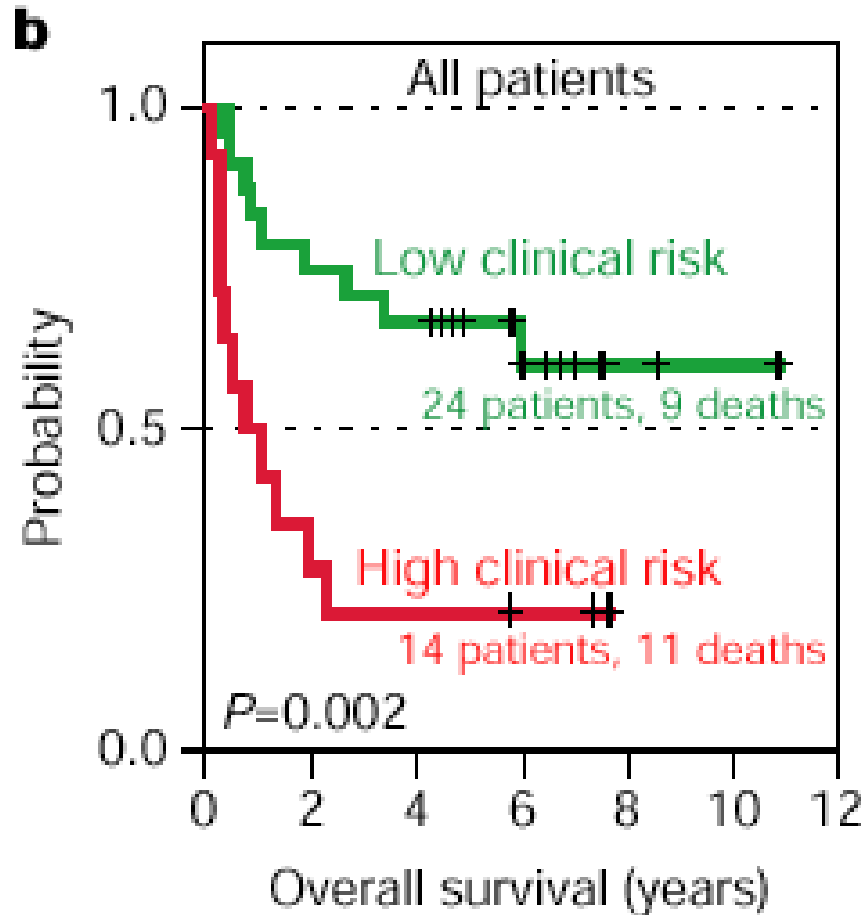 b
All patients
1.0
Low clinical risk
24 patients, 9 deaths
0.5
Probability
High clinical risk
14 patients, 11 deaths
P=0.002
0.0
0 2 4 6 8 10 12
Overall survival (years)